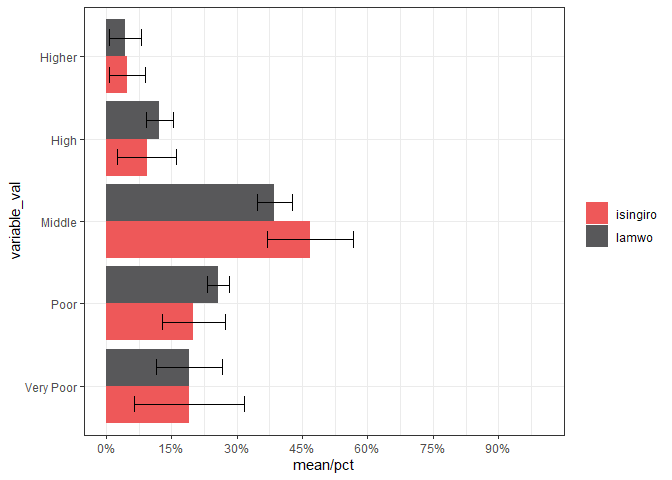 Higher
High
Middle
Poor
Very Poor
variable_val
0% 15% 30% 45% 60% 75% 90%
mean/pct
isingiro
lamwo